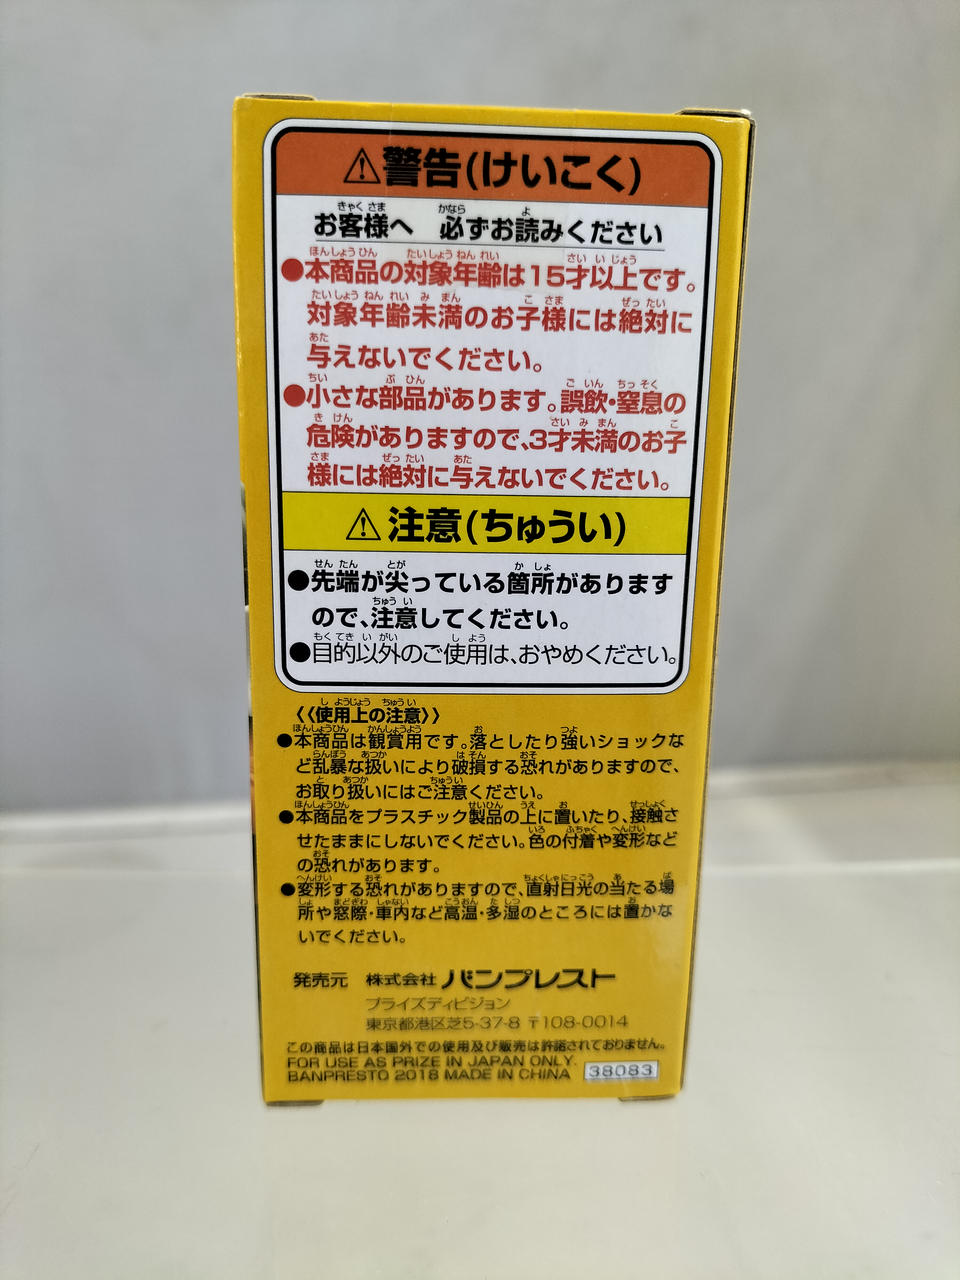 ⚠警告(けいこく)
お客様へ 必ずお読みください
●本商品の対象年齢は15才以上です。
対象年齢未満のお子様には絶対に
与えないでください。
●小さな部品があります。誤飲・窒息の
危険がありますので、3才未満のお子
様には絶対に与えないでください。
⚠注意(ちゅうい)
●先端が尖っている箇所があります
ので、注意してください。
●目的以外のご使用は、おやめください。
《使用上の注意》
●本商品は観賞用です。落としたり強いショックな
ど乱暴な扱いにより破損する恐れがありますので、
お取り扱いにはご注意ください。
●本商品をプラスチック製品の上に置いたり、接触さ
せたままにしないでください。色の付着や変形など
の恐れがあります。
●変形する恐れがありますので、直射日光の当たる場
所や窓際・車内など高温・多湿のところには置かな
いでください。
発売元 株式会社 バンプレスト
プライズディビジョン
東京都港区芝5-37-8 〒108-0014
この商品は日本国外での使用及び販売は許諾されておりません。
FOR USE AS PRIZE IN JAPAN ONLY.
BANPRESTO 2018 MADE IN CHINA 38083